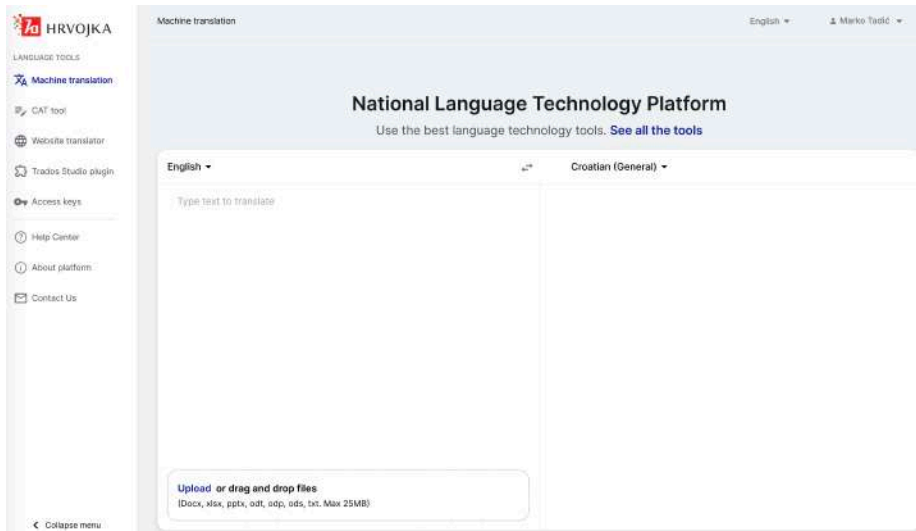 HRVOJKA
LANGUAGE TOOLS
Machine translation
CAT tool
Website translator
Trados Studio plugin
Access keys
Help Center
About platform
Contact Us
Collapse menu
Machine translation
English
Marko Tadić
National Language Technology Platform
Use the best language technology tools. See all the tools
English
Croatian (General)
Type text to translate
Upload or drag and drop files
(Docx, xlsx, pptx, odt, odp, ods, txt. Max 25MB)